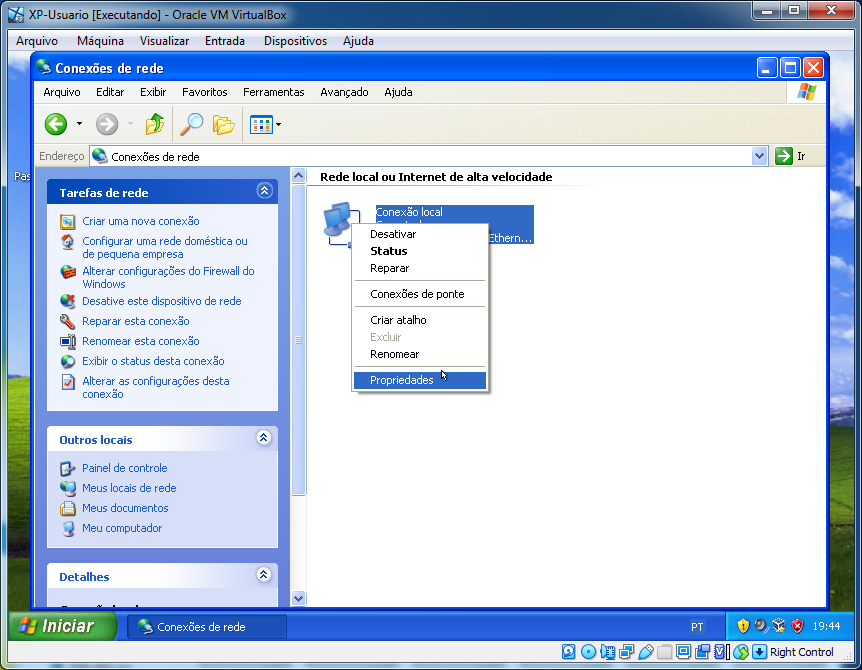 XP-Usuario [Executando] - Oracle VM VirtualBox
Arquivo Máquina Visualizar Entrada Dispositivos Ajuda
Conexões de rede
Arquivo Editar Exibir Favoritos Ferramentas Avançado Ajuda
Endereço Conexões de rede Ir
Pas
Tarefas de rede
Criar uma nova conexão
Configurar uma rede doméstica ou
de pequena empresa
Alterar configurações do Firewall do
Windows
Desative este dispositivo de rede
Reparar esta conexão
Renomear esta conexão
Exibir o status desta conexão
Alterar as configurações desta
conexão
Outros locais
Painel de controle
Meus locais de rede
Meus documentos
Meu computador
Detalhes
Rede local ou Internet de alta velocidade
Conexão local
Ethern...
Desativar
Status
Reparar
Conexões de ponte
Criar atalho
Excluir
Renomear
Propriedades
Iniciar Conexões de rede PT 19:44
Right Control